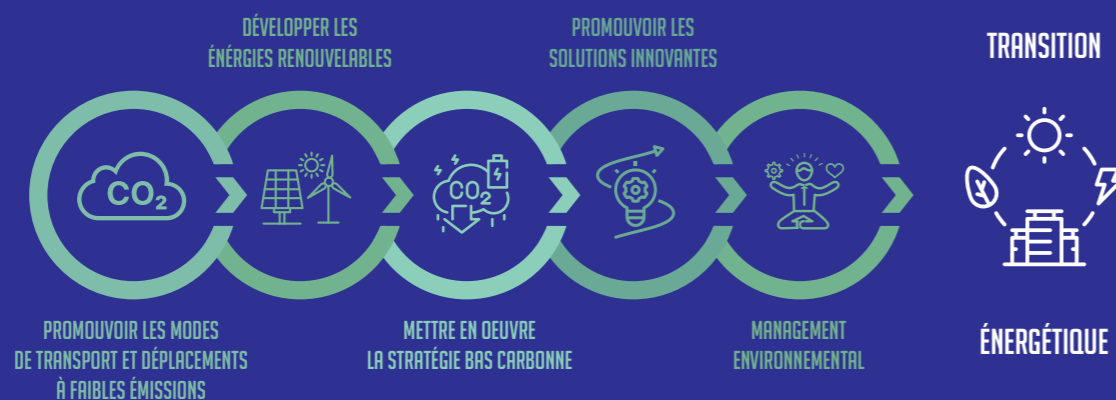 DÉVELOPPER LES
ÉNÉRGIES RENOUVELABLES
PROMOUVOIR LES
SOLUTIONS INNOVANTES
TRANSITION
CO2
CO2
PROMOUVOIR LES MODES
DE TRANSPORT ET DÉPLACEMENTS
À FAIBLES ÉMISSIONS
METTRE EN OEUVRE
LA STRATÉGIE BAS CARBONNE
MANAGEMENT
ENVIRONNEMENTAL
ÉNERGÉTIQUE